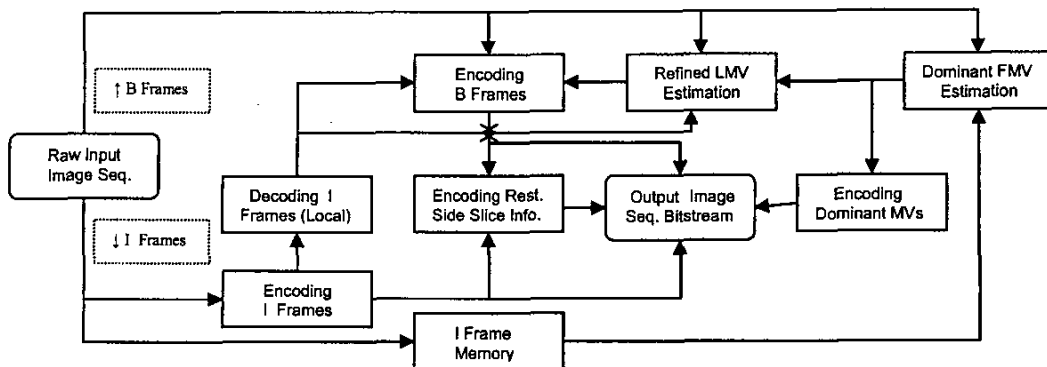 Encoding
B Frames
Refined LMV
Estimation
Dominant FMV
Estimation
↑ B Frames
Raw Input
Image Seq.
Decoding I
Frames (Local)
Encoding Rest.
Side Slice Info.
Output Image
Seq. Bitstream
Encoding
Dominant MVs
↓ I Frames
Encoding
I Frames
I Frame
Memory